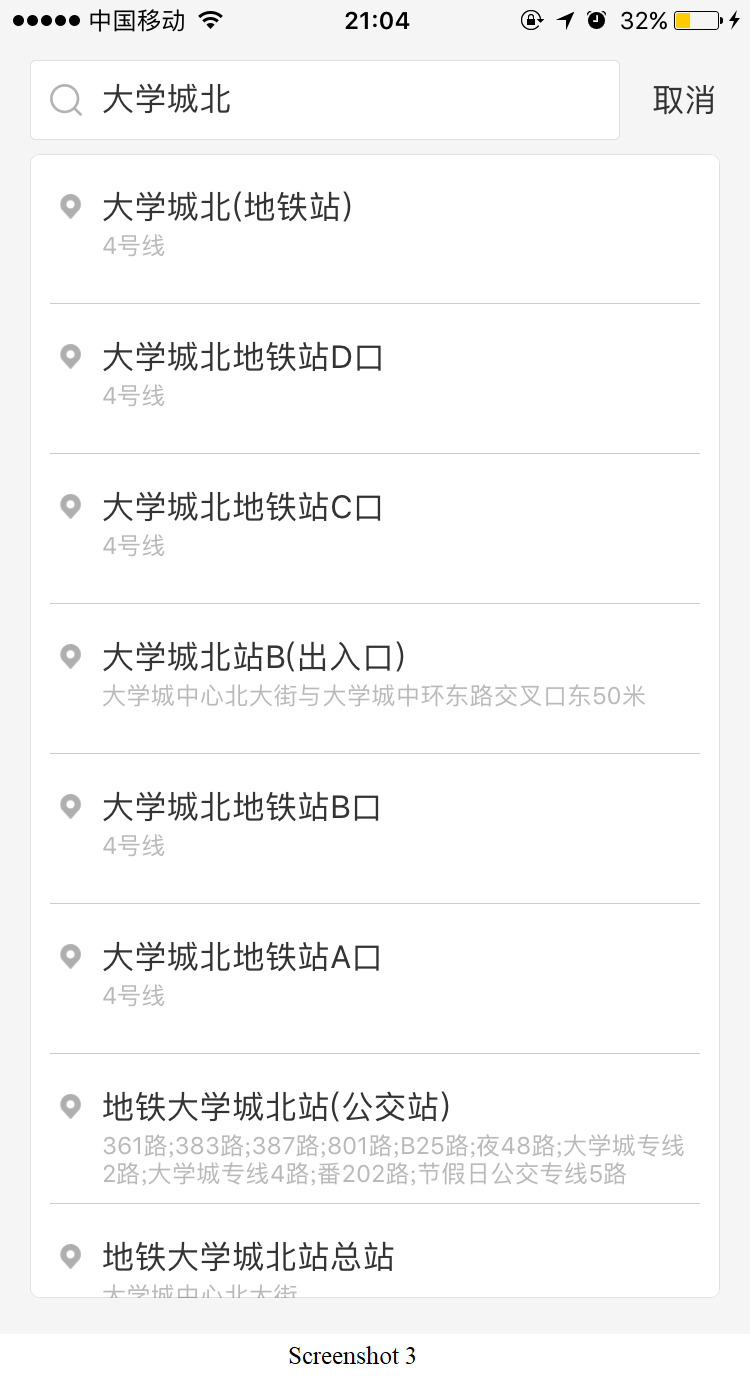 中国移动 21:04 32%
大学城北 取消
大学城北(地铁站)
4号线
大学城北地铁站D口
4号线
大学城北地铁站C口
4号线
大学城北站B(出入口)
大学城中心北大街与大学城中环东路交叉口东50米
大学城北地铁站B口
4号线
大学城北地铁站A口
4号线
地铁大学城北站(公交站)
361路;383路;387路;801路;B25路;夜48路;大学城专线
2路;大学城专线4路;番202路;节假日公交专线5路
地铁大学城北站总站
大学城中心北大街
Screenshot 3